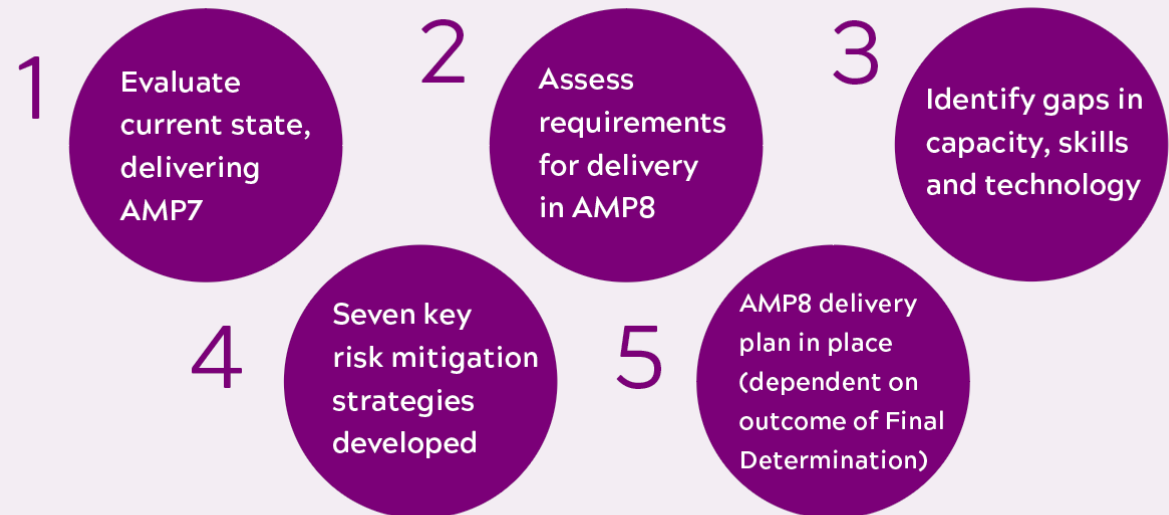 1
Evaluate
current state,
delivering
AMP7
2
Assess
requirements
for delivery
in AMP8
3
Identify gaps in
capacity, skills
and technology
4
Seven key
risk mitigation
strategies
developed
5
AMP8 delivery
plan in place
(dependent on
outcome of Final
Determination)